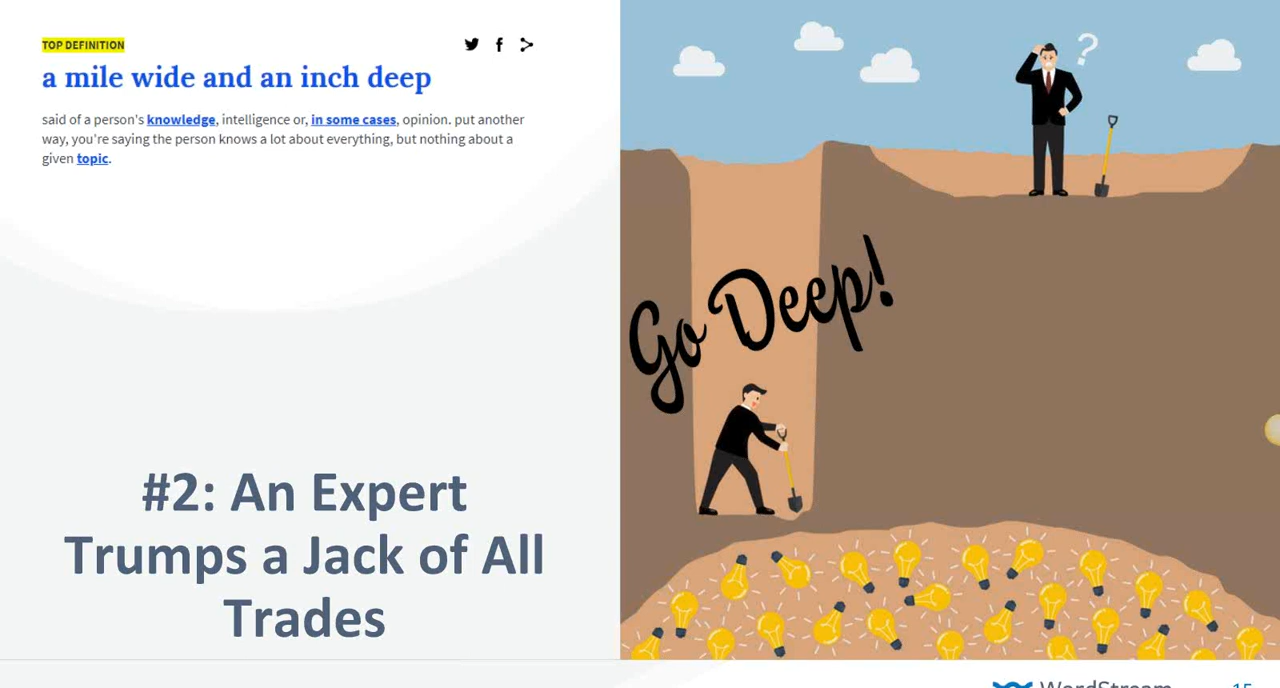 TOP DEFINITION
a mile wide and an inch deep
said of a person's knowledge, intelligence or, in some cases, opinion. put another
way, you're saying the person knows a lot about everything, but nothing about a
given topic.
?
Go Deep!
#2: An Expert
Trumps a Jack of All
Trades
WordStream
15